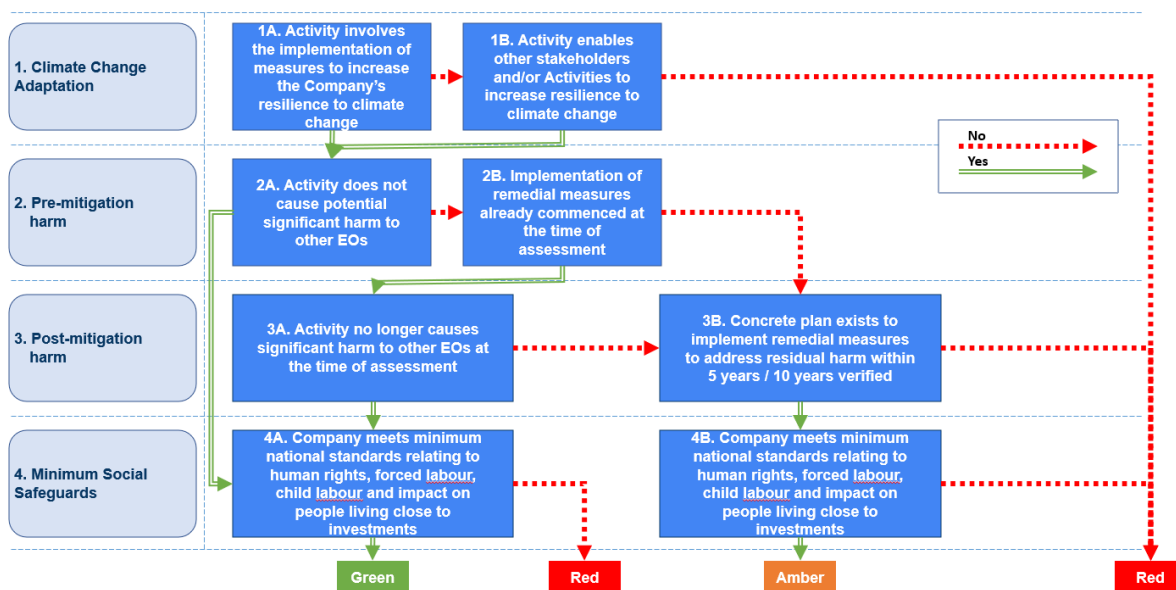 1. Climate Change
Adaptation
1A. Activity involves
the implementation of
measures to increase
the Company's
resilience to climate
change
1B. Activity enables
other stakeholders
and/or Activities to
increase resilience to
climate change
No
Yes
2. Pre-mitigation
harm
2A. Activity does not
cause potential
significant harm to
other EOs
2B. Implementation of
remedial measures
already commenced at
the time of
assessment
3. Post-mitigation
harm
3A. Activity no longer causes
significant harm to other EOs at
the time of assessment
3B. Concrete plan exists to
implement remedial measures
to address residual harm within
5 years / 10 years verified
4. Minimum Social
Safeguards
4A. Company meets minimum
national standards relating to
human rights, forced labour,
child labour and impact on
people living close to
investments
4B. Company meets minimum
national standards relating to
human rights, forced labour,
child labour and impact on
people living close to
investments
Green
Red
Amber
Red